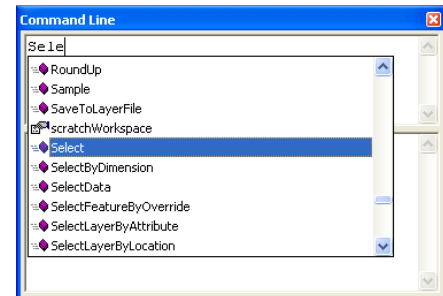 Command Line
Sele
RoundUp
Sample
SaveToLayerFile
scratchWorkspace
Select
SelectByDimension
SelectData
SelectFeatureByOverride
SelectLayerByAttribute
SelectLayerByLocation